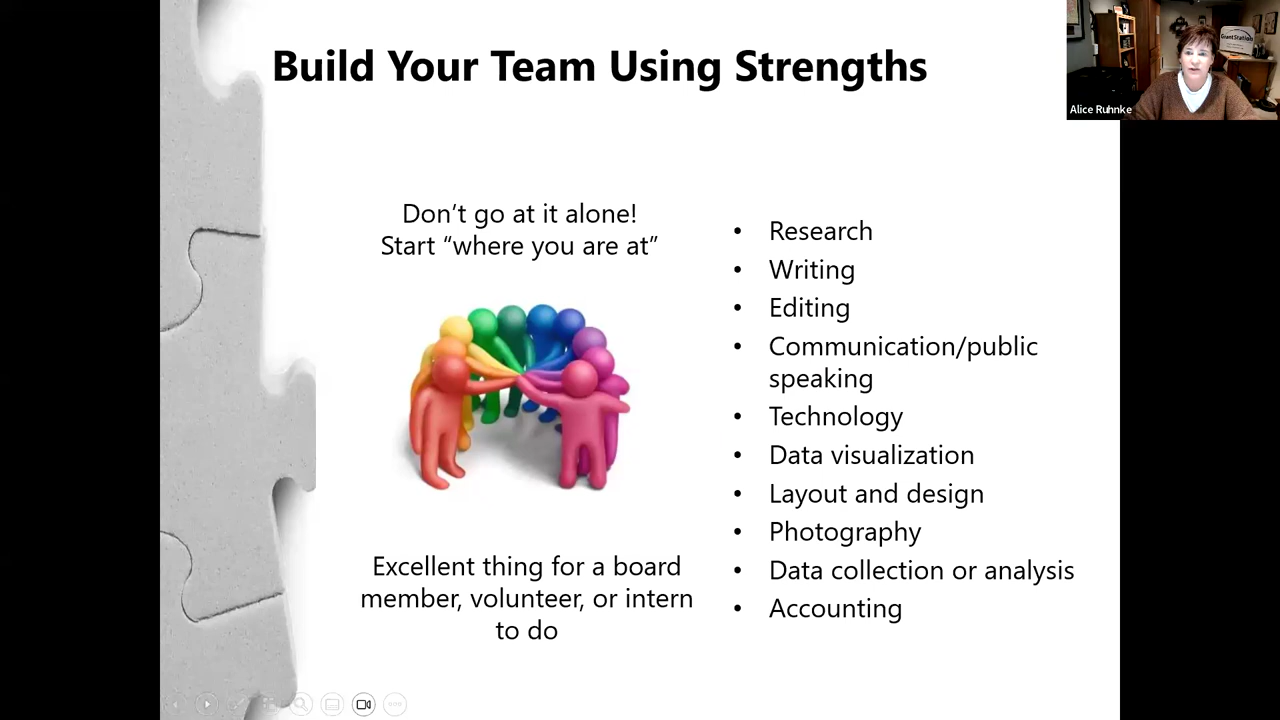 Build Your Team Using Strengths
Alice Ruhnke
GrantStation
Don’t go at it alone!
Start “where you are at”
• Research
• Writing
• Editing
• Communication/public
speaking
• Technology
• Data visualization
• Layout and design
• Photography
• Data collection or analysis
• Accounting
Excellent thing for a board
member, volunteer, or intern
to do